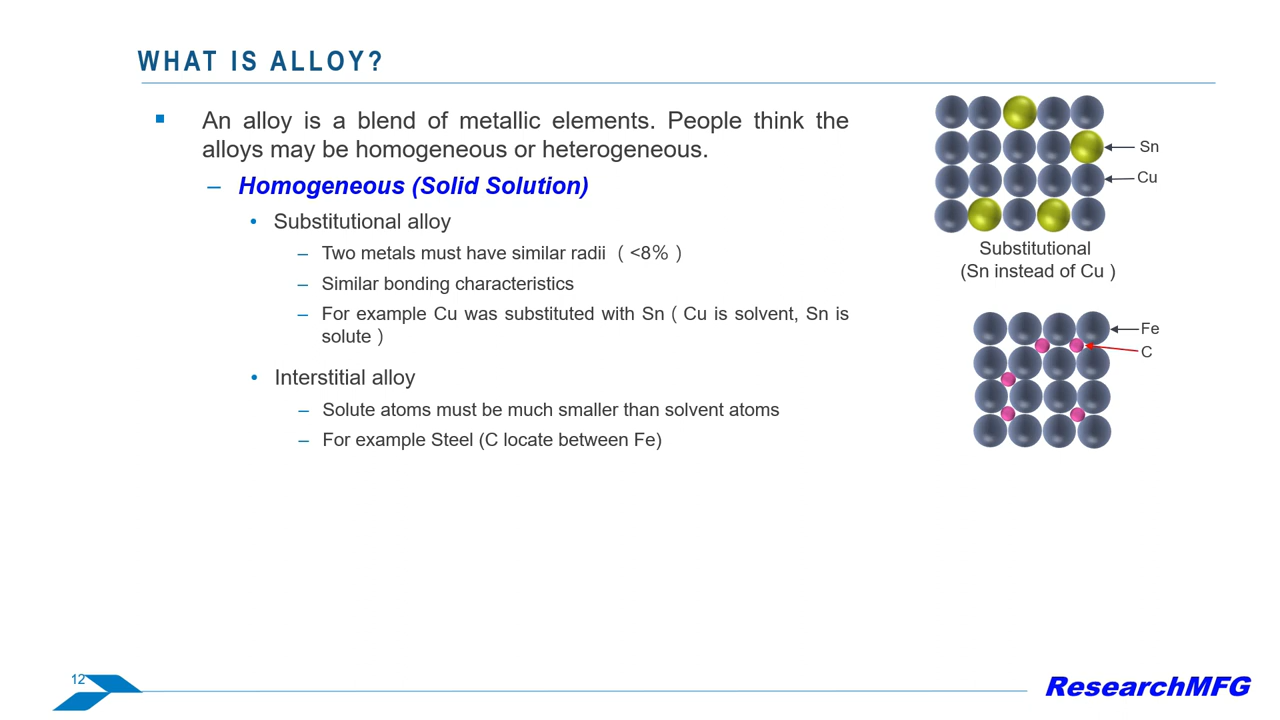 WHAT IS ALLOY?
▪ An alloy is a blend of metallic elements. People think the
alloys may be homogeneous or heterogeneous.
– Homogeneous (Solid Solution)
• Substitutional alloy
– Two metals must have similar radii （<8%）
– Similar bonding characteristics
– For example Cu was substituted with Sn（Cu is solvent, Sn is
solute）
• Interstitial alloy
– Solute atoms must be much smaller than solvent atoms
– For example Steel (C locate between Fe)
Sn
Cu
Substitutional
(Sn instead of Cu )
Fe
C
12
ResearchMFG